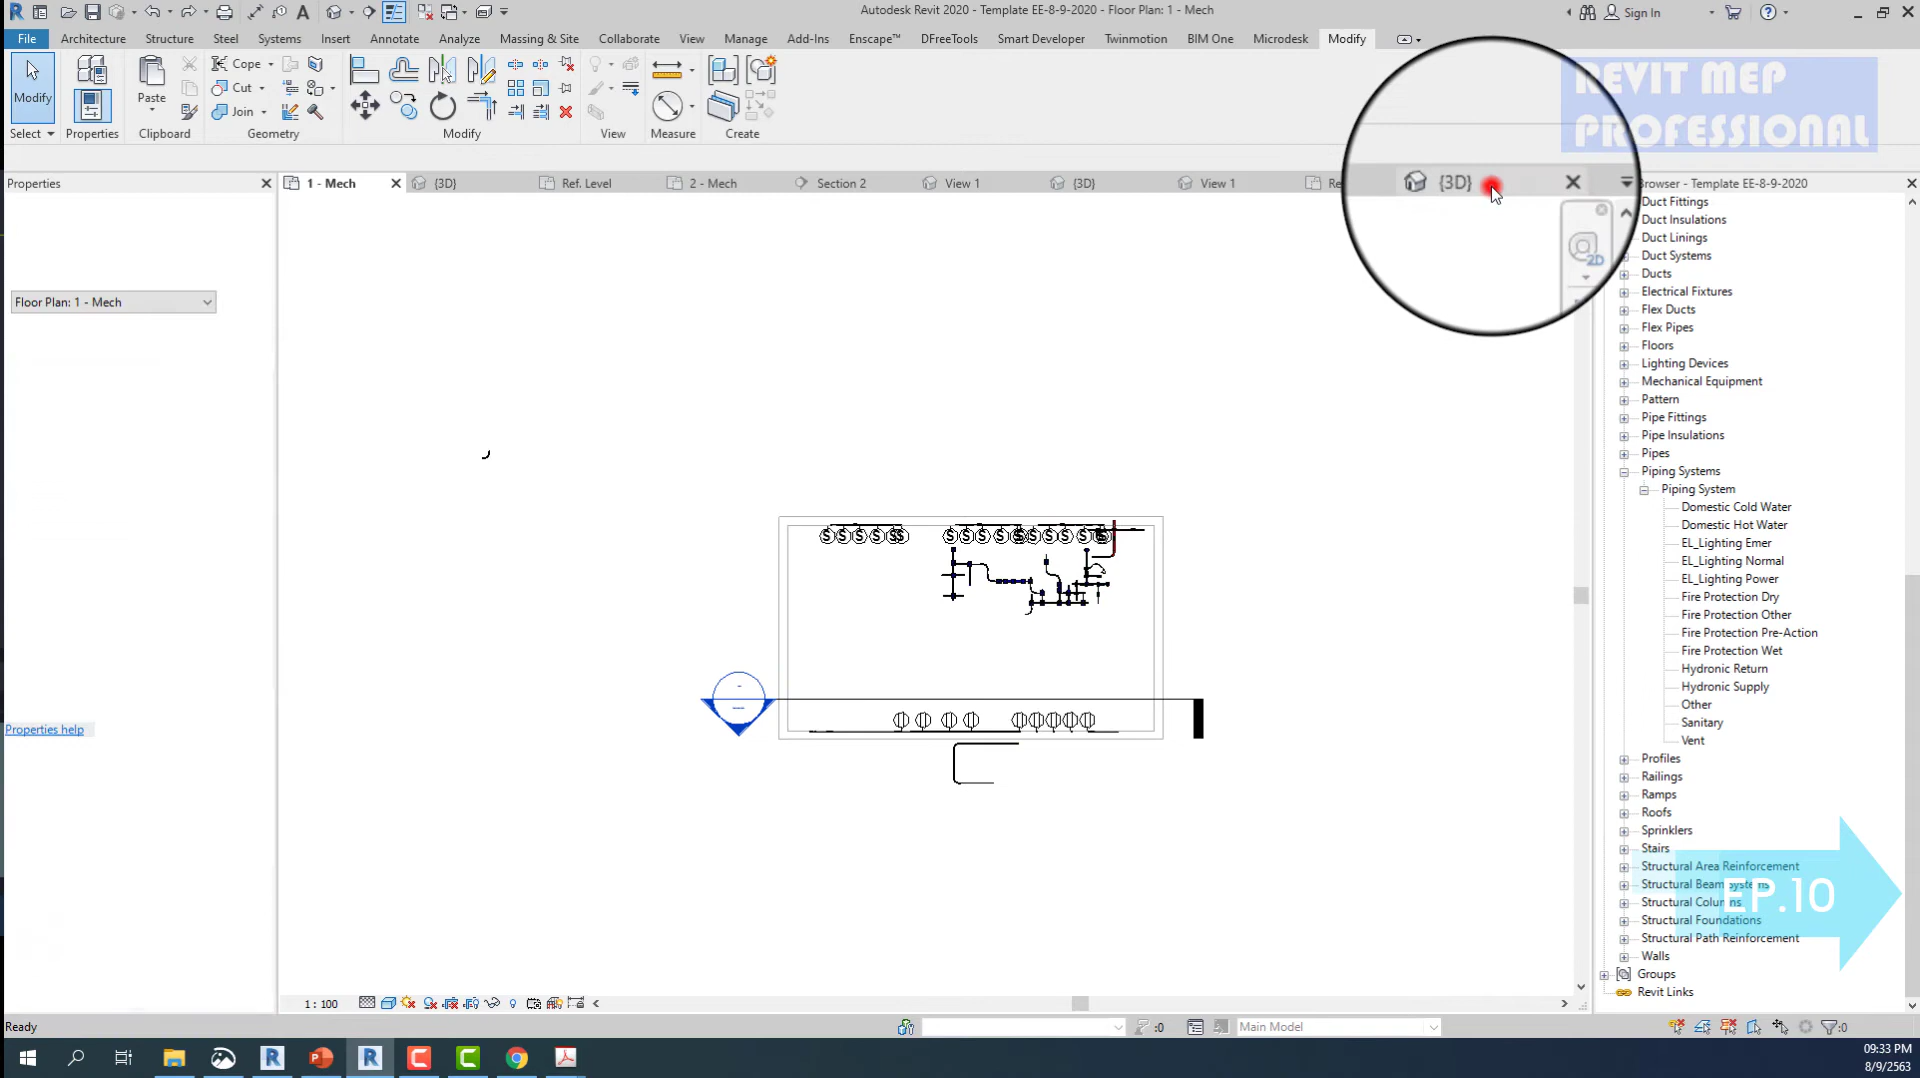 Autodesk Revit 2020 - Template EE-8-9-2020 - Floor Plan: 1 - Mech
Sign In
File Architecture Structure Steel Systems Insert Annotate Analyze Massing & Site Collaborate View Manage Add-Ins Enscape™ DFreeTools Smart Developer Twinmotion BIM One Microdesk Modify
Modify
Paste
Cope
Cut
Join
Select Properties Clipboard Geometry Modify View Measure Create
REVIT MEP
PROFESSIONAL
Properties
1 - Mech
{3D}
Ref. Level
2 - Mech
Section 2
View 1
{3D}
View 1
{3D}
Browser - Template EE-8-9-2020
2D
Floor Plan: 1 - Mech
Properties help
Duct Fittings
Duct Insulations
Duct Linings
Duct Systems
Ducts
Electrical Fixtures
Flex Ducts
Flex Pipes
Floors
Lighting Devices
Mechanical Equipment
Pattern
Pipe Fittings
Pipe Insulations
Pipes
Piping Systems
Piping System
Domestic Cold Water
Domestic Hot Water
EL_Lighting Emer
EL_Lighting Normal
EL_Lighting Power
Fire Protection Dry
Fire Protection Other
Fire Protection Pre-Action
Fire Protection Wet
Hydronic Return
Hydronic Supply
Other
Sanitary
Vent
Profiles
Railings
Ramps
Roofs
Sprinklers
Stairs
Structural Area Reinforcement
Structural Beam Systems
Structural Columns
Structural Foundations
Structural Path Reinforcement
Walls
Groups
Revit Links
EP.10
1 : 100
Ready
:0
Main Model
:0
09:33 PM
8/9/2563